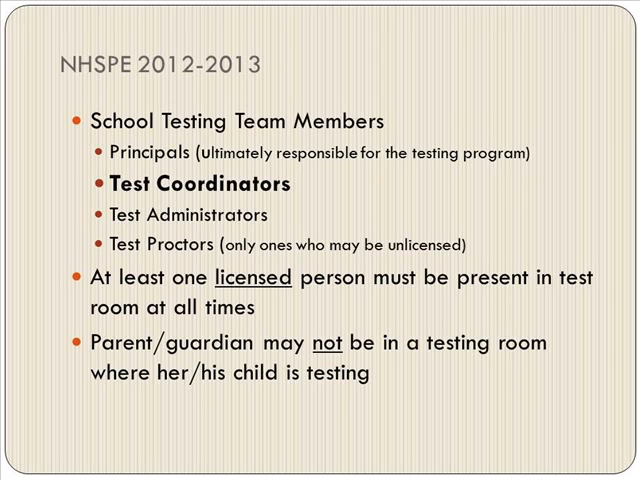 NHSPE 2012-2013
• School Testing Team Members
• Principals (ultimately responsible for the testing program)
• Test Coordinators
• Test Administrators
• Test Proctors (only ones who may be unlicensed)
• At least one licensed person must be present in test
room at all times
• Parent/guardian may not be in a testing room
where her/his child is testing